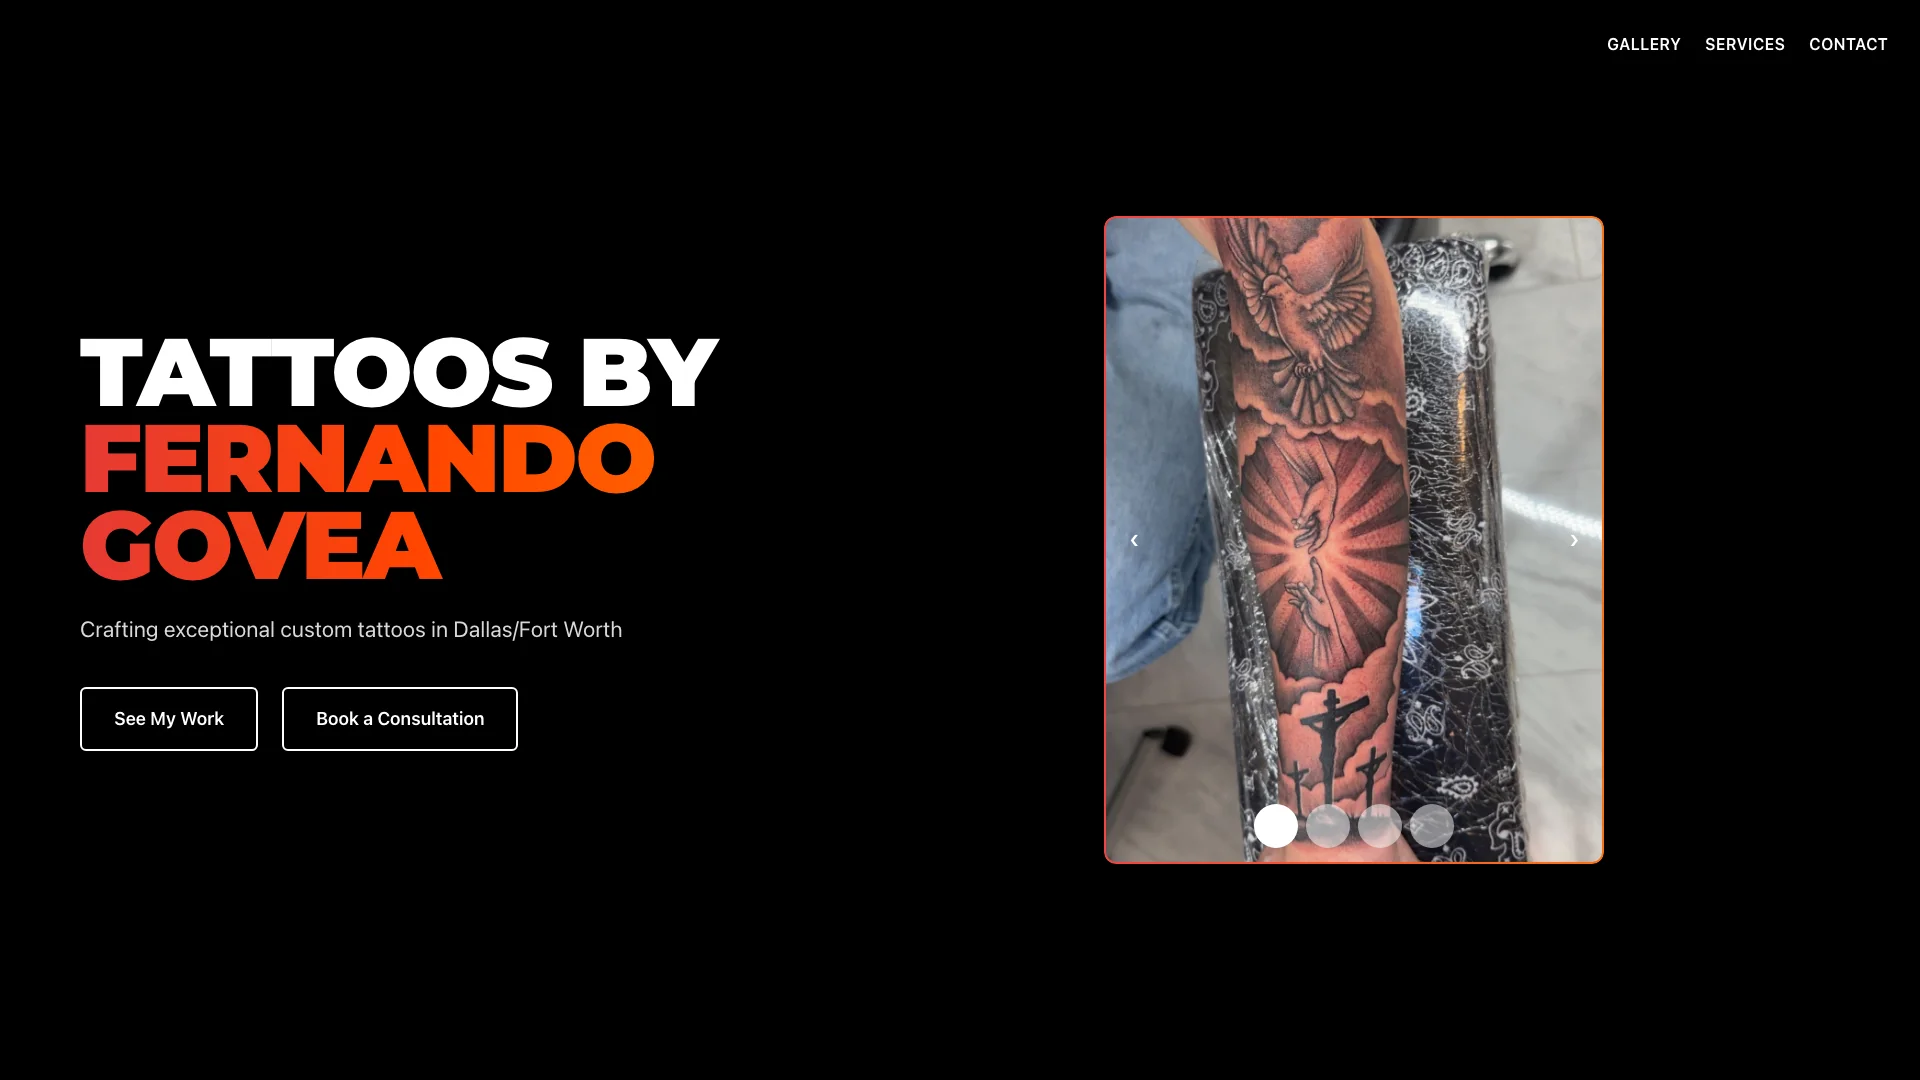 GALLERY SERVICES CONTACT
TATTOOS BY
FERNANDO
GOVEA
Crafting exceptional custom tattoos in Dallas/Fort Worth
See My Work
Book a Consultation
‹
›